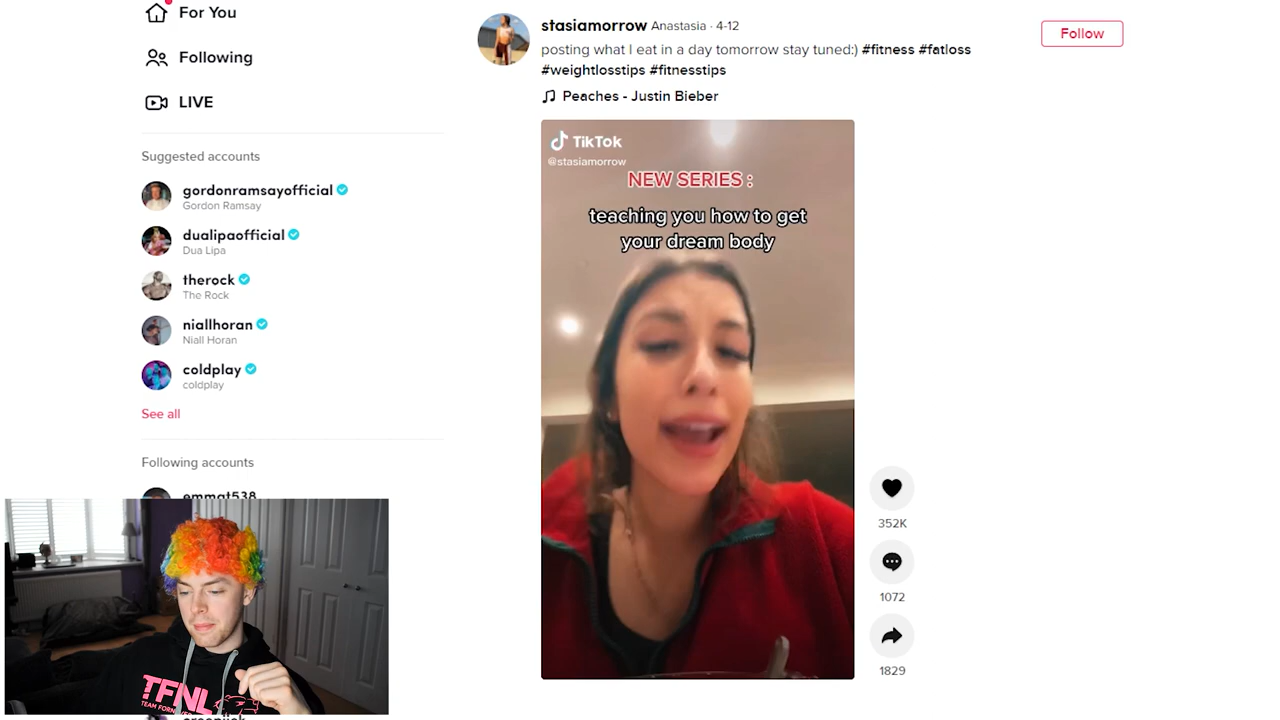 For You
Following
LIVE
Suggested accounts
gordonramsayofficial
Gordon Ramsay
dualipaofficial
Dua Lipa
therock
The Rock
niallhoran
Niall Horan
coldplay
coldplay
See all
Following accounts
emmat538
stasiamorrow Anastasia · 4-12
posting what I eat in a day tomorrow stay tuned:) #fitness #fatloss
#weightlosstips #fitnesstips
Peaches - Justin Bieber
Follow
TikTok
@stasiamorrow
NEW SERIES :
teaching you how to get
your dream body
352K
1072
1829
TFNL